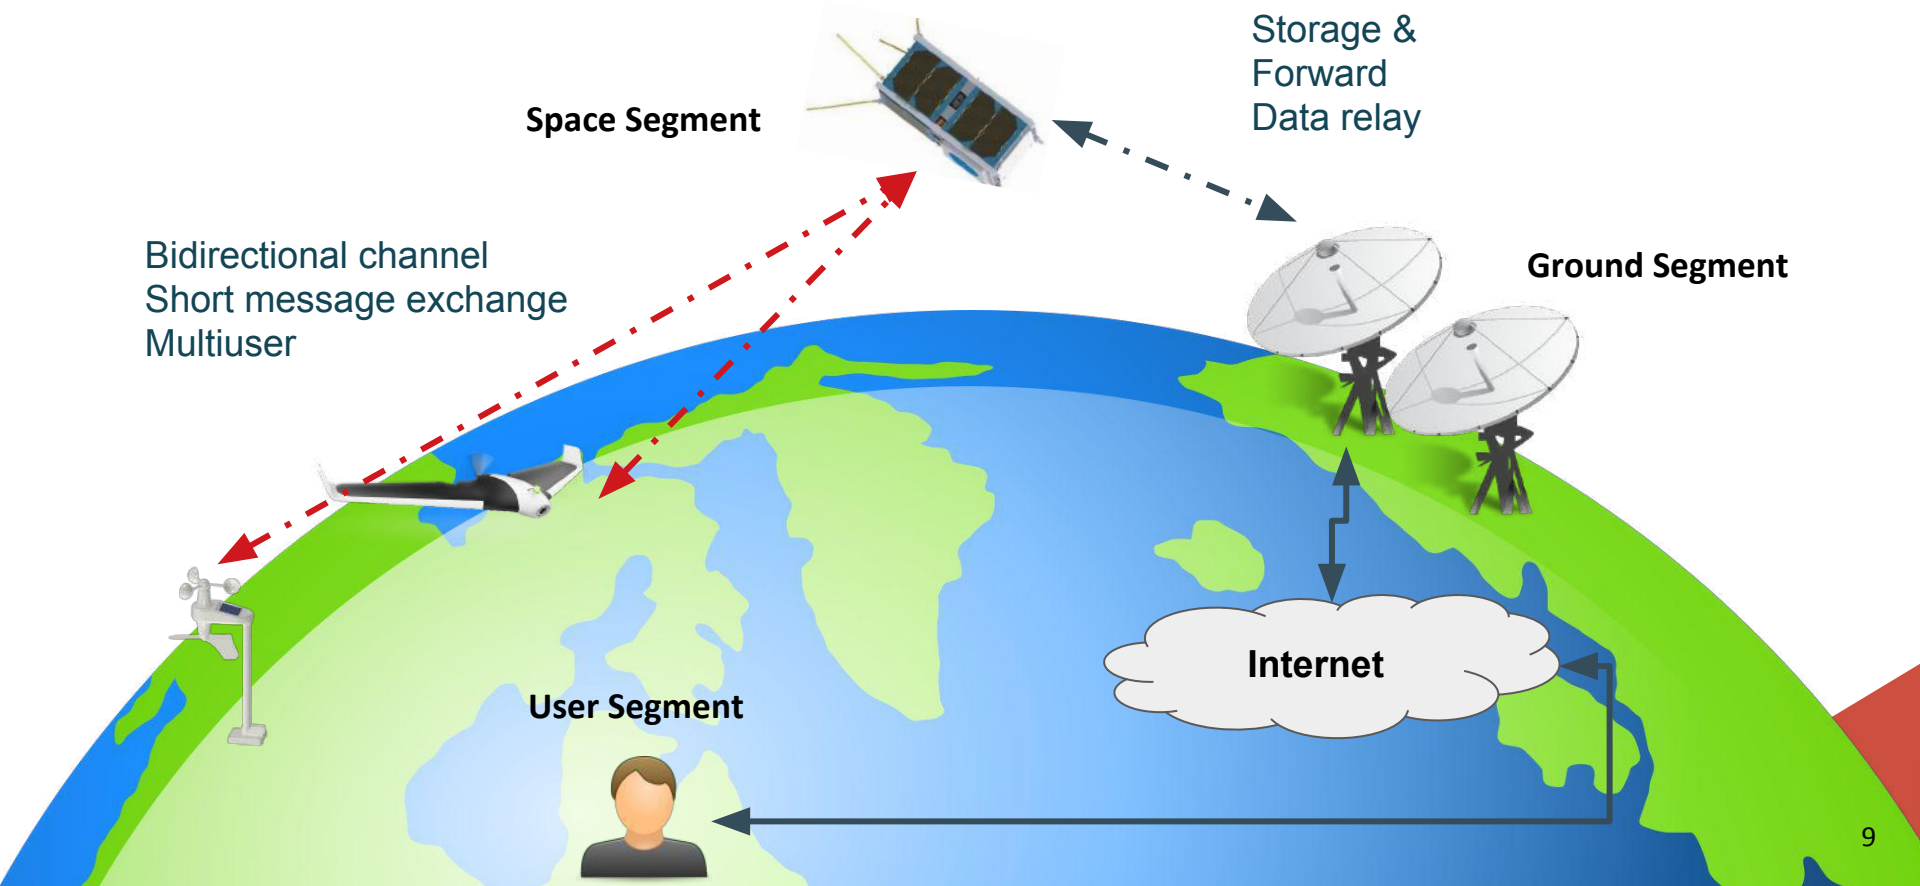 Storage &
Forward
Data relay
Space Segment
Bidirectional channel
Short message exchange
Multiuser
Ground Segment
Internet
User Segment
9